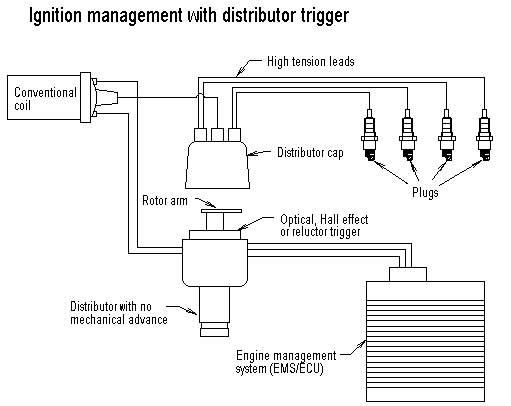 Ignition management with distributor trigger
High tension leads
Conventional
coil
Distributor cap
Plugs
Rotor arm
Optical, Hall effect
or reluctor trigger
Distributor with no
mechanical advance
Engine management
system (EMS/ECU)